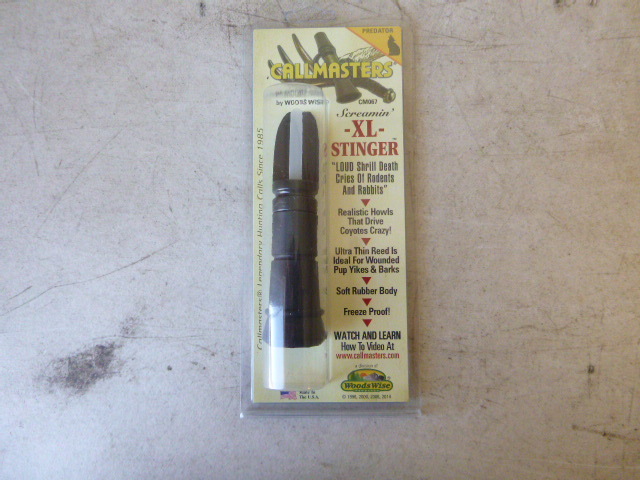 PREDATOR
CALLMASTERS
by WOODS WISE
CM067
Screamin'
-XL-
STINGER™
"LOUD Shrill Death
Cries Of Rodents
And Rabbits"
Realistic Howls
That Drive
Coyotes Crazy!
Ultra Thin Reed Is
Ideal For Wounded
Pup Yikes & Barks
Soft Rubber Body
Freeze Proof!
WATCH AND LEARN
How To Video At
www.callmasters.com
a division of
WoodsWise
Made In
The U.S.A.
Callmasters® Legendary Hunting Calls Since 1985